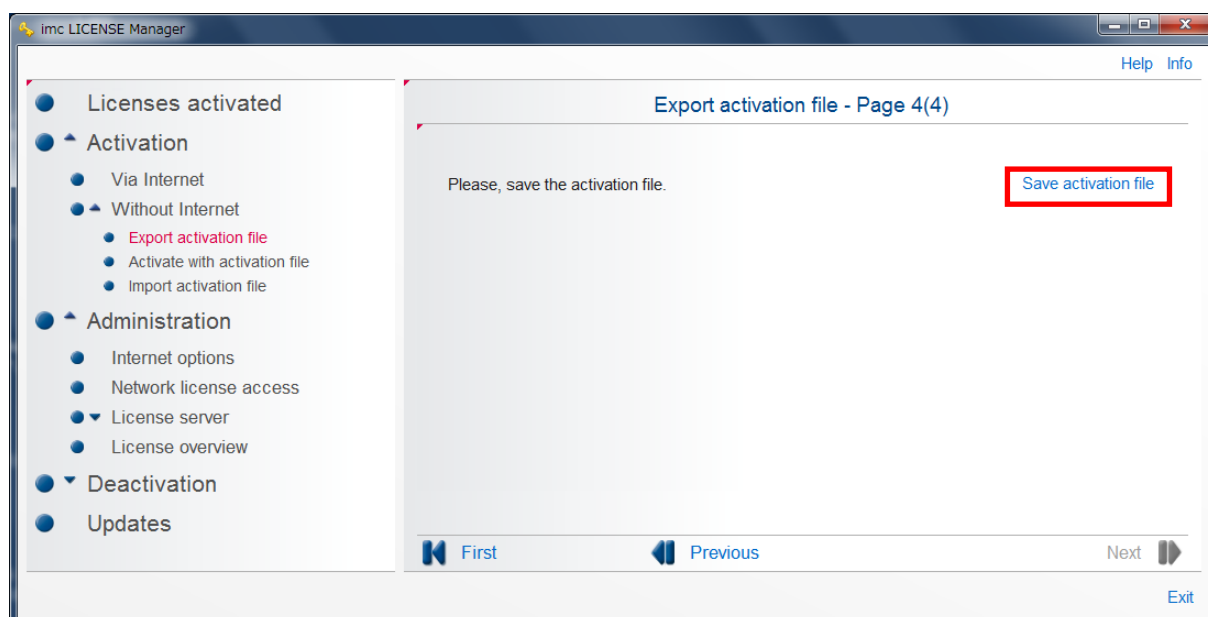 imc LICENSE Manager
Help Info
Licenses activated
Activation
Via Internet
Without Internet
Export activation file
Activate with activation file
Import activation file
Administration
Internet options
Network license access
License server
License overview
Deactivation
Updates
Export activation file - Page 4(4)
Please, save the activation file.
Save activation file
First
Previous
Next
Exit